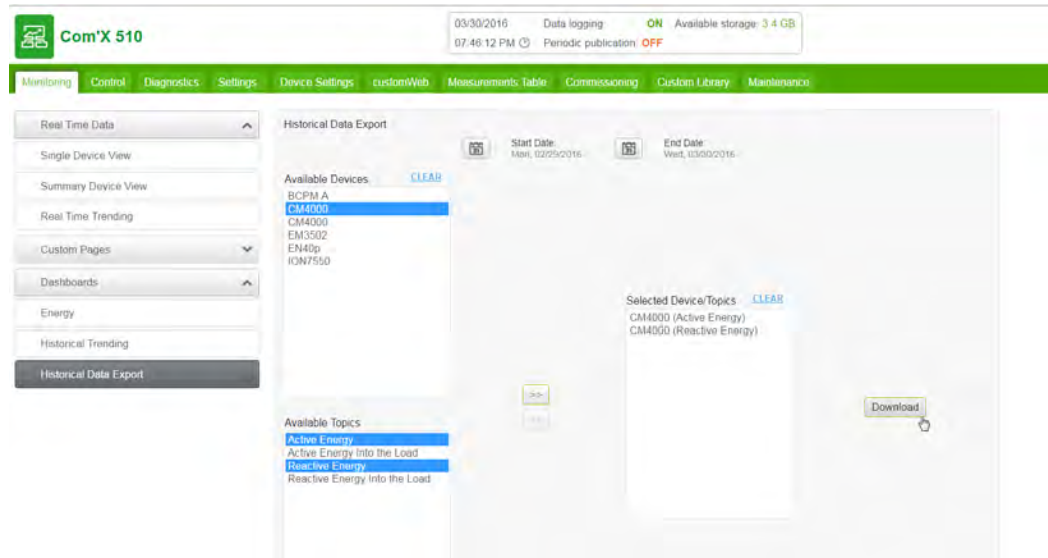 Com'X 510
03/30/2016 Data logging ON Available storage: 3.4 GB
07:46:12 PM Periodic publication OFF
Monitoring Control Diagnostics Settings Device Settings customWeb Measurements Table Commissioning Custom Library Maintenance
Real Time Data
Single Device View
Summary Device View
Real Time Trending
Custom Pages
Dashboards
Energy
Historical Trending
Historical Data Export
Historical Data Export
Start Date
Mon, 02/29/2016
End Date
Wed, 03/30/2016
Available Devices CLEAR
BCPM A
CM4000
CM4000
EM3502
EN40p
ION7550
Available Topics
Active Energy
Active Energy Into the Load
Reactive Energy
Reactive Energy Into the Load
>>
<<
Selected Device/Topics CLEAR
CM4000 (Active Energy)
CM4000 (Reactive Energy)
Download